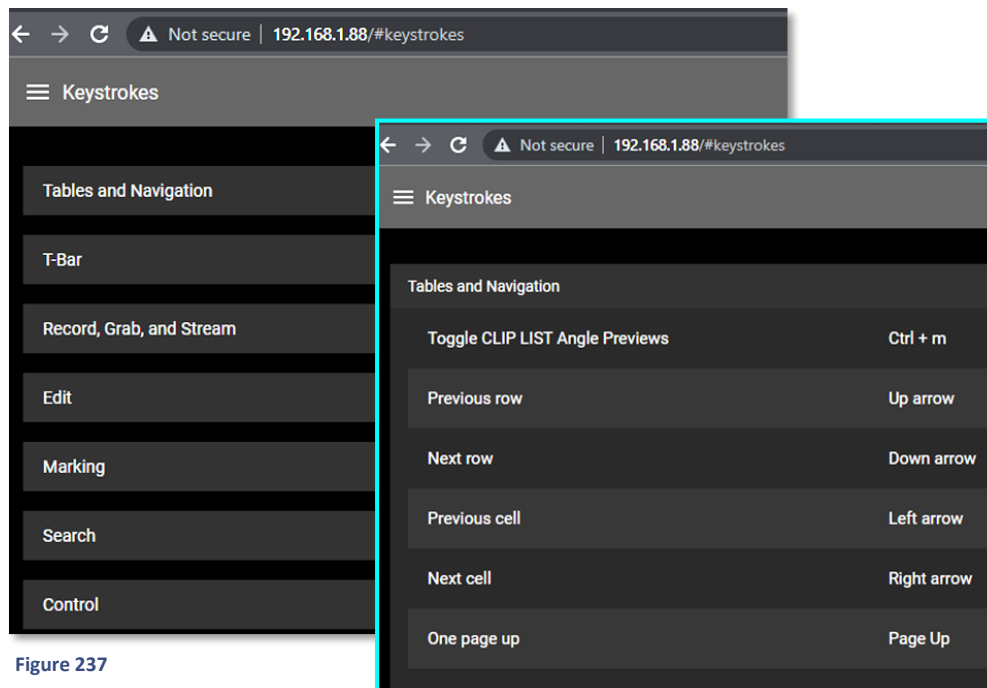 Not secure | 192.168.1.88/#keystrokes
Keystrokes
Tables and Navigation
T-Bar
Record, Grab, and Stream
Edit
Marking
Search
Control
Figure 237
Not secure | 192.168.1.88/#keystrokes
Keystrokes
Tables and Navigation
Toggle CLIP LIST Angle Previews Ctrl + m
Previous row Up arrow
Next row Down arrow
Previous cell Left arrow
Next cell Right arrow
One page up Page Up